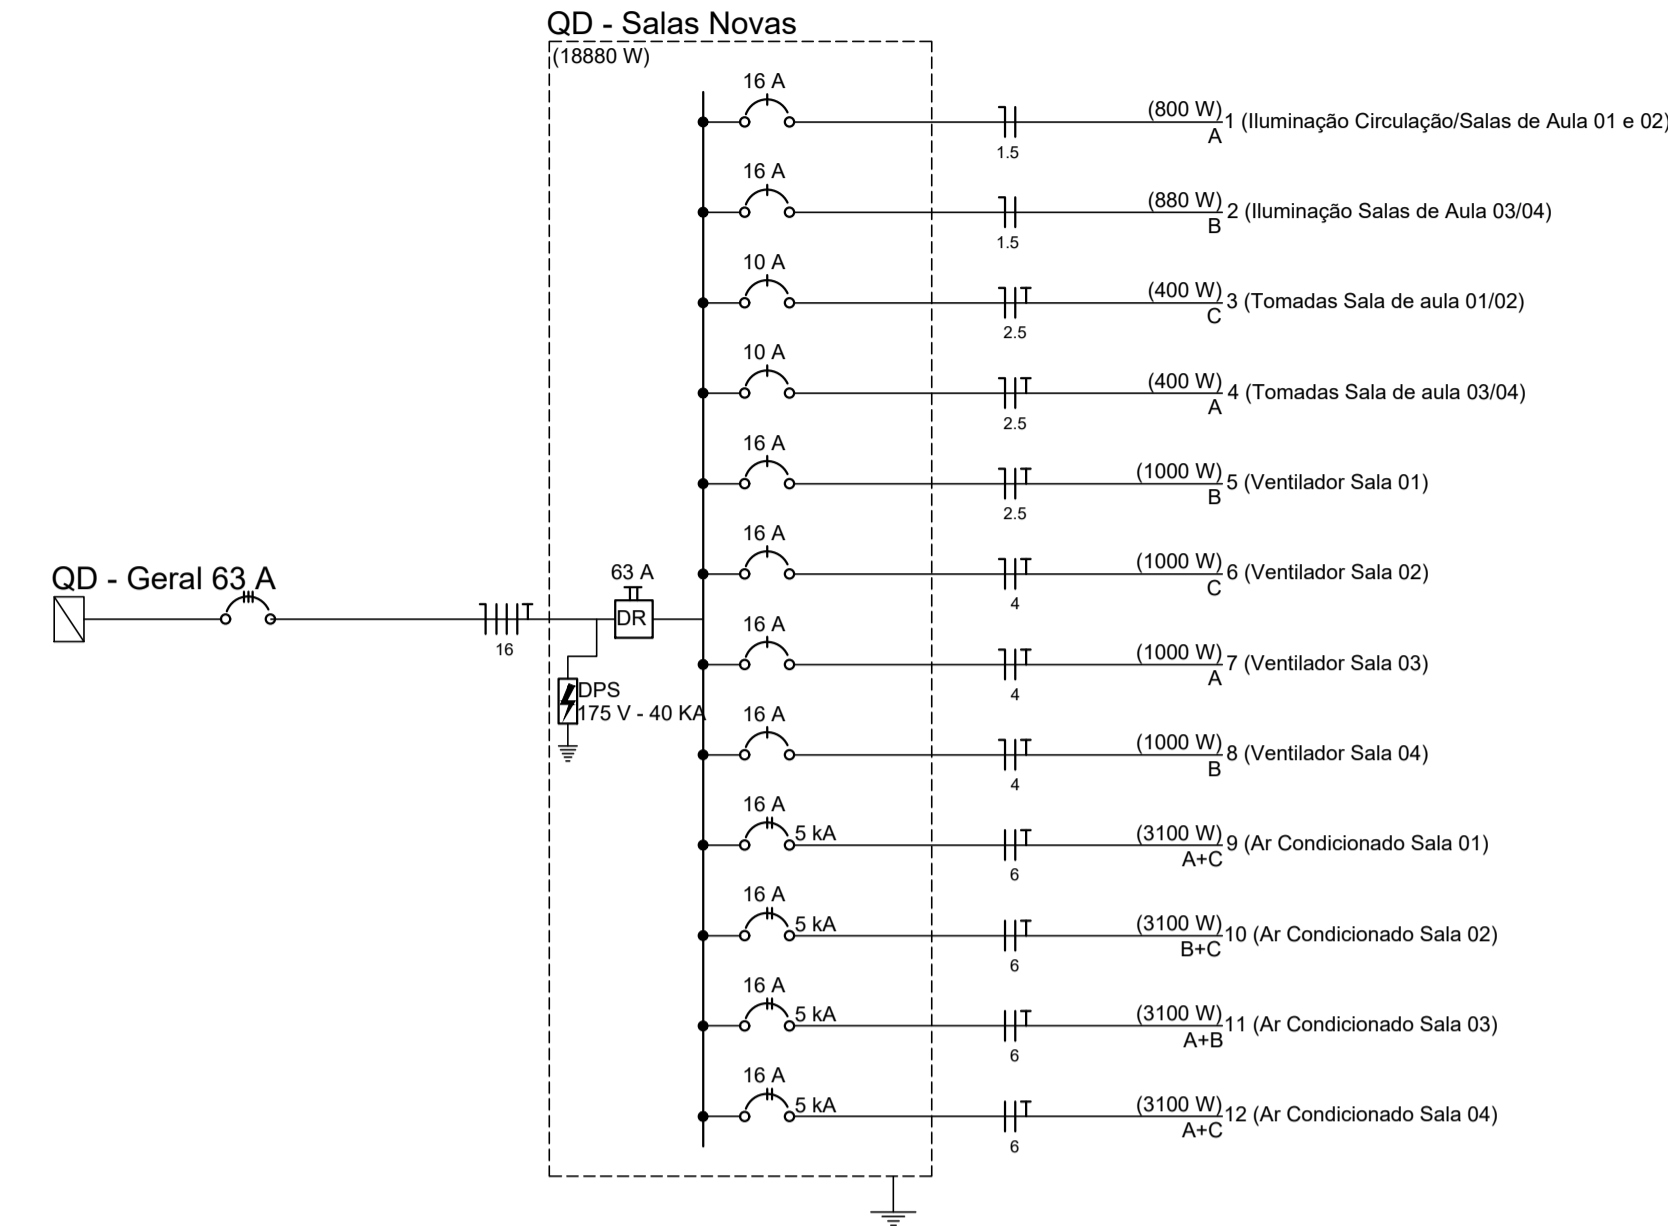 QD - Salas Novas
(18880 W)
16 A
(800 W)
1 (Iluminação Circulação/Salas de Aula 01 e 02)
A
1.5
16 A
(880 W)
2 (Iluminação Salas de Aula 03/04)
B
1.5
10 A
(400 W)
3 (Tomadas Sala de aula 01/02)
C
2.5
10 A
(400 W)
4 (Tomadas Sala de aula 03/04)
A
2.5
16 A
(1000 W)
5 (Ventilador Sala 01)
B
2.5
16 A
(1000 W)
6 (Ventilador Sala 02)
C
4
QD - Geral 63 A
16
63 A
DR
DPS
175 V - 40 KA
16 A
(1000 W)
7 (Ventilador Sala 03)
A
4
16 A
(1000 W)
8 (Ventilador Sala 04)
B
4
16 A
5 kA
(3100 W)
9 (Ar Condicionado Sala 01)
A+C
6
16 A
5 kA
(3100 W)
10 (Ar Condicionado Sala 02)
B+C
6
16 A
5 kA
(3100 W)
11 (Ar Condicionado Sala 03)
A+B
6
16 A
5 kA
(3100 W)
12 (Ar Condicionado Sala 04)
A+C
6